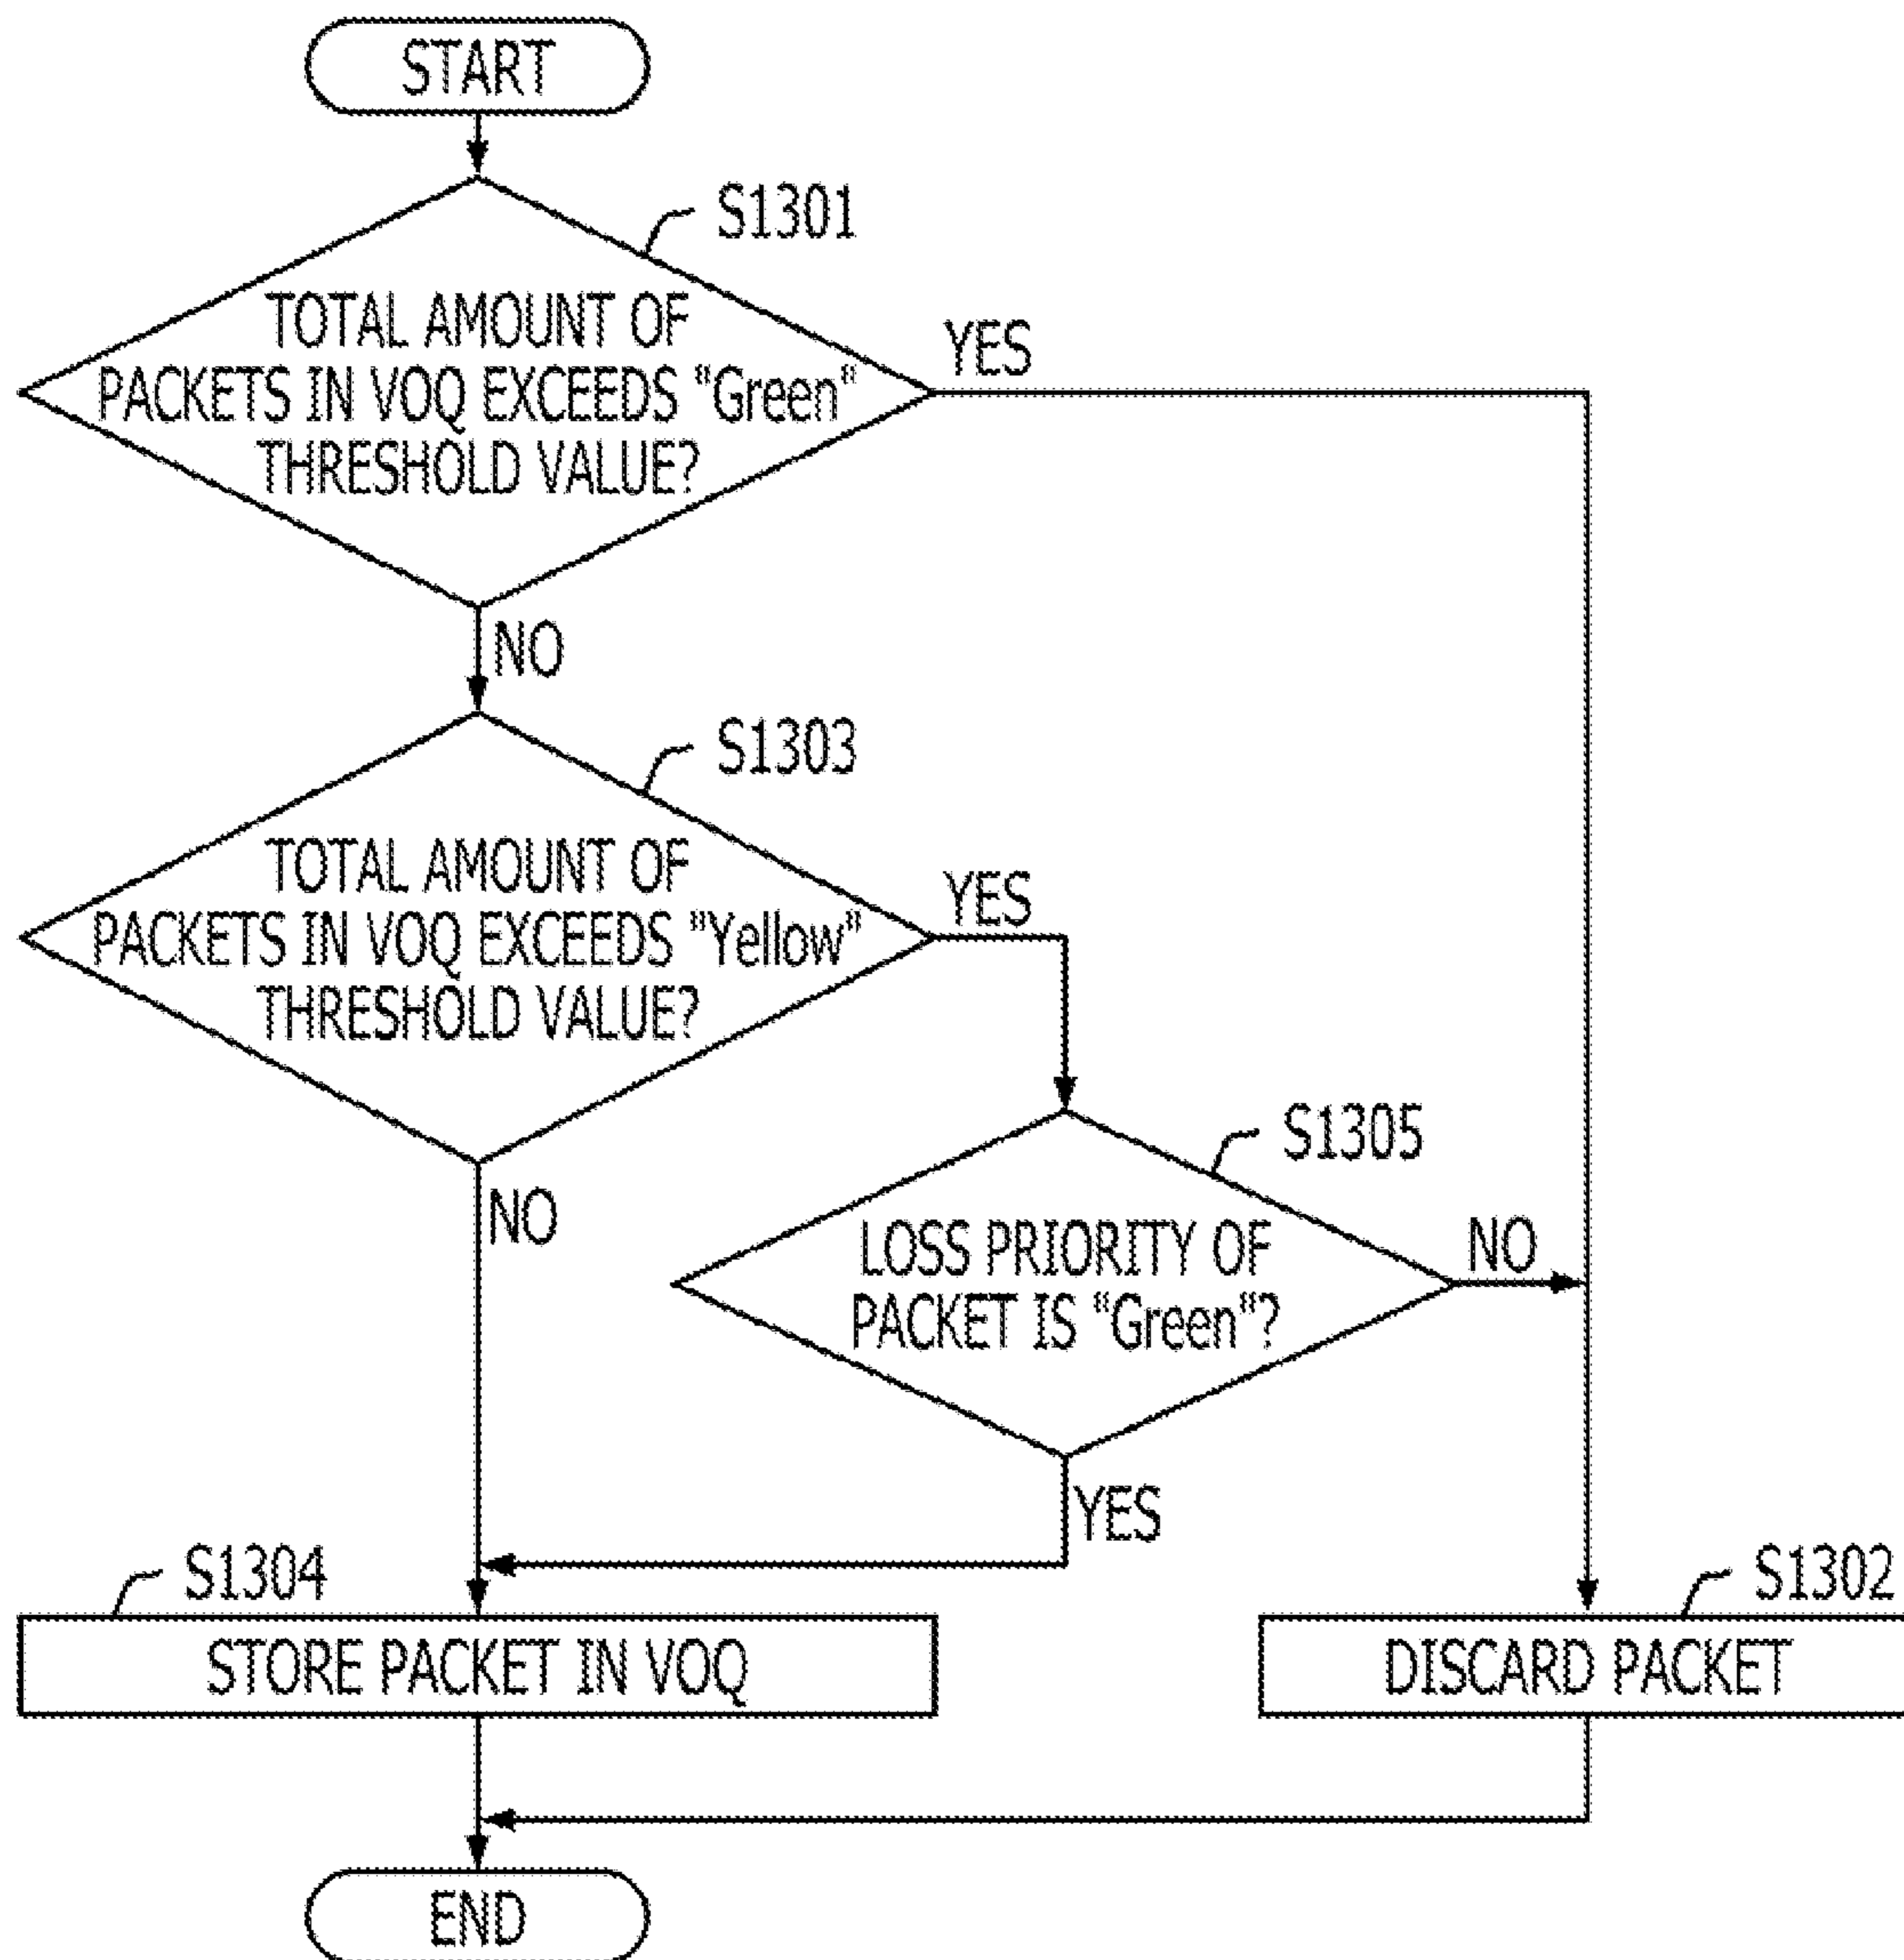 START
S1301
TOTAL AMOUNT OF
PACKETS IN VOQ EXCEEDS "Green"
THRESHOLD VALUE?
YES
NO
S1303
TOTAL AMOUNT OF
PACKETS IN VOQ EXCEEDS "Yellow"
THRESHOLD VALUE?
YES
NO
S1305
LOSS PRIORITY OF
PACKET IS "Green"?
NO
YES
S1304
STORE PACKET IN VOQ
S1302
DISCARD PACKET
END